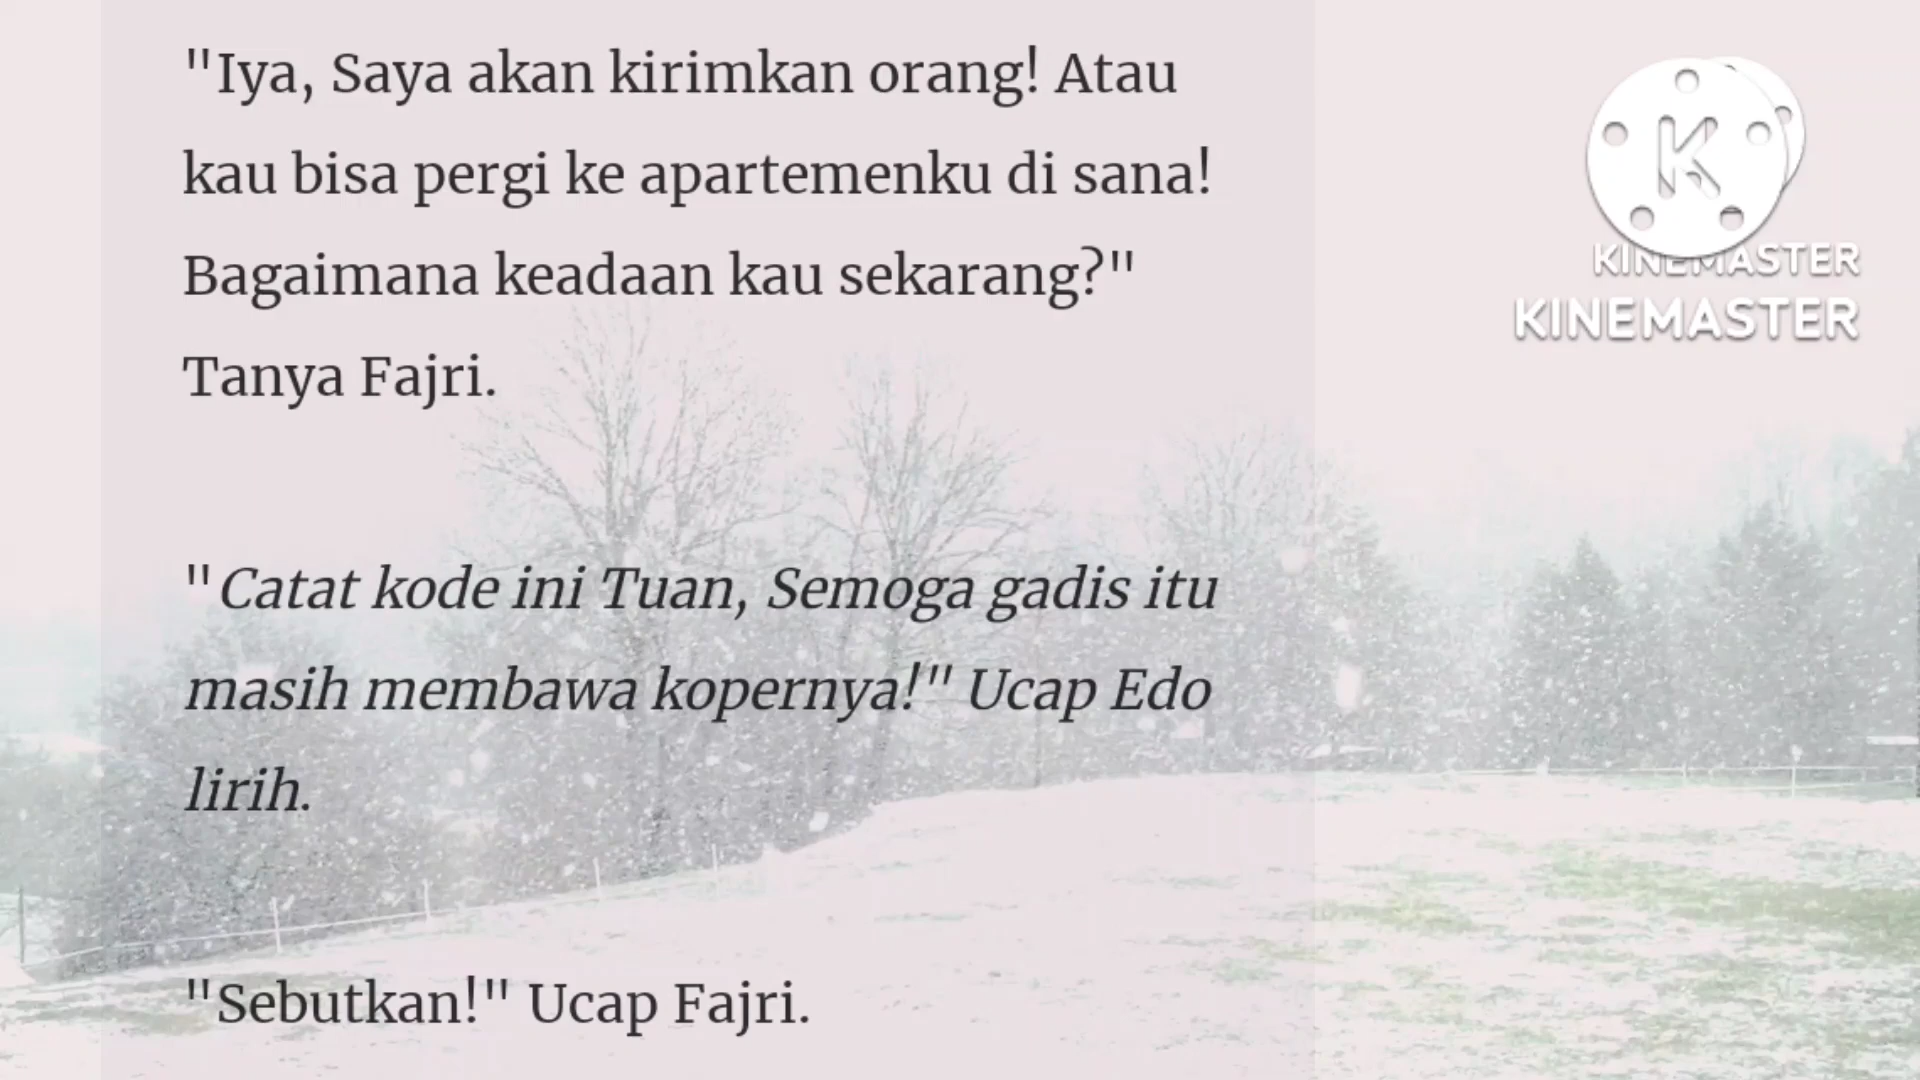 "Iya, Saya akan kirimkan orang! Atau
kau bisa pergi ke apartemenku di sana!
Bagaimana keadaan kau sekarang?"
Tanya Fajri.
"Catat kode ini Tuan, Semoga gadis itu
masih membawa kopernya!" Ucap Edo
lirih.
"Sebutkan!" Ucap Fajri.
K
KINEMASTER
KINEMASTER